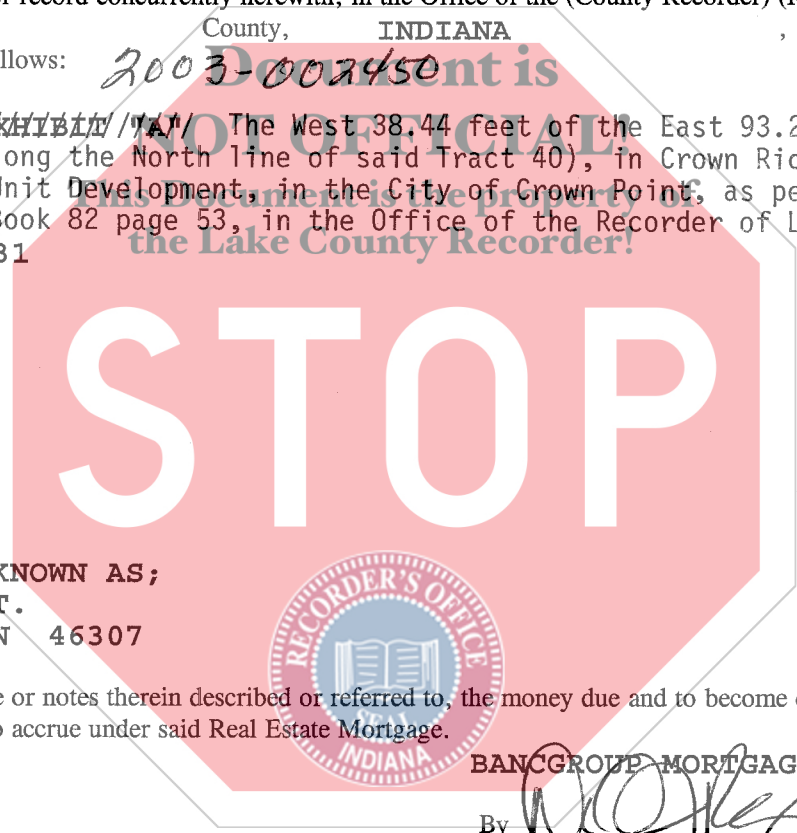 of record concurrently herewith, in the Office of the (County Recorder) (R
County, INDIANA ,
llows: 2003-002450
Document is
XHIBIT "A" The West 38.44 feet of the East 93.2
NOT OFFICIAL!
ong the North line of said Tract 40), in Crown Rid
Unit Development, in the City of Crown Point, as pe
This Document is the property of
Book 82 page 53, in the Office of the Recorder of L
the Lake County Recorder!
31
STOP
KNOWN AS;
T.
N 46307
RECORDER'S OFFICE
SEAL
INDIANA
e or notes therein described or referred to, the money due and to become
o accrue under said Real Estate Mortgage.
BANCGROUP MORTGAG
By